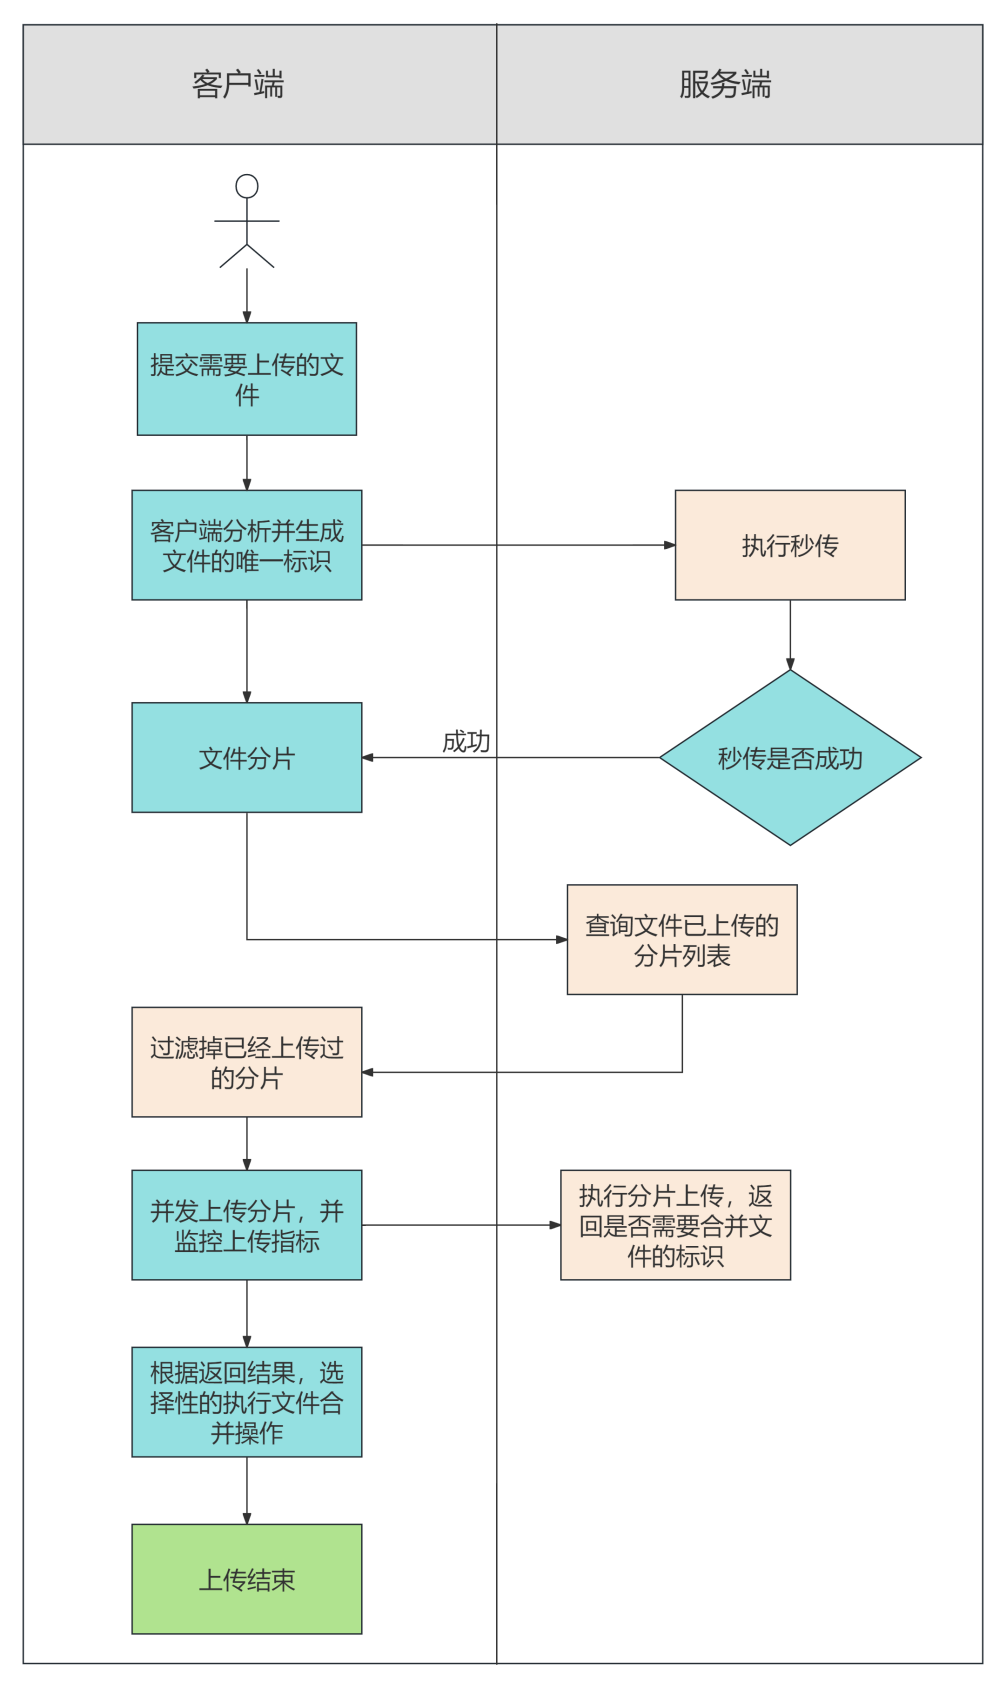 客户端
服务端
提交需要上传的文
件
客户端分析并生成
文件的唯一标识
执行秒传
文件分片
成功
秒传是否成功
查询文件已上传的
分片列表
过滤掉已经上传过
的分片
并发上传分片，并
监控上传指标
执行分片上传，返
回是否需要合并文
件的标识
根据返回结果，选
择性的执行文件合
并操作
上传结束